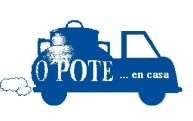 O POTE ... en casa